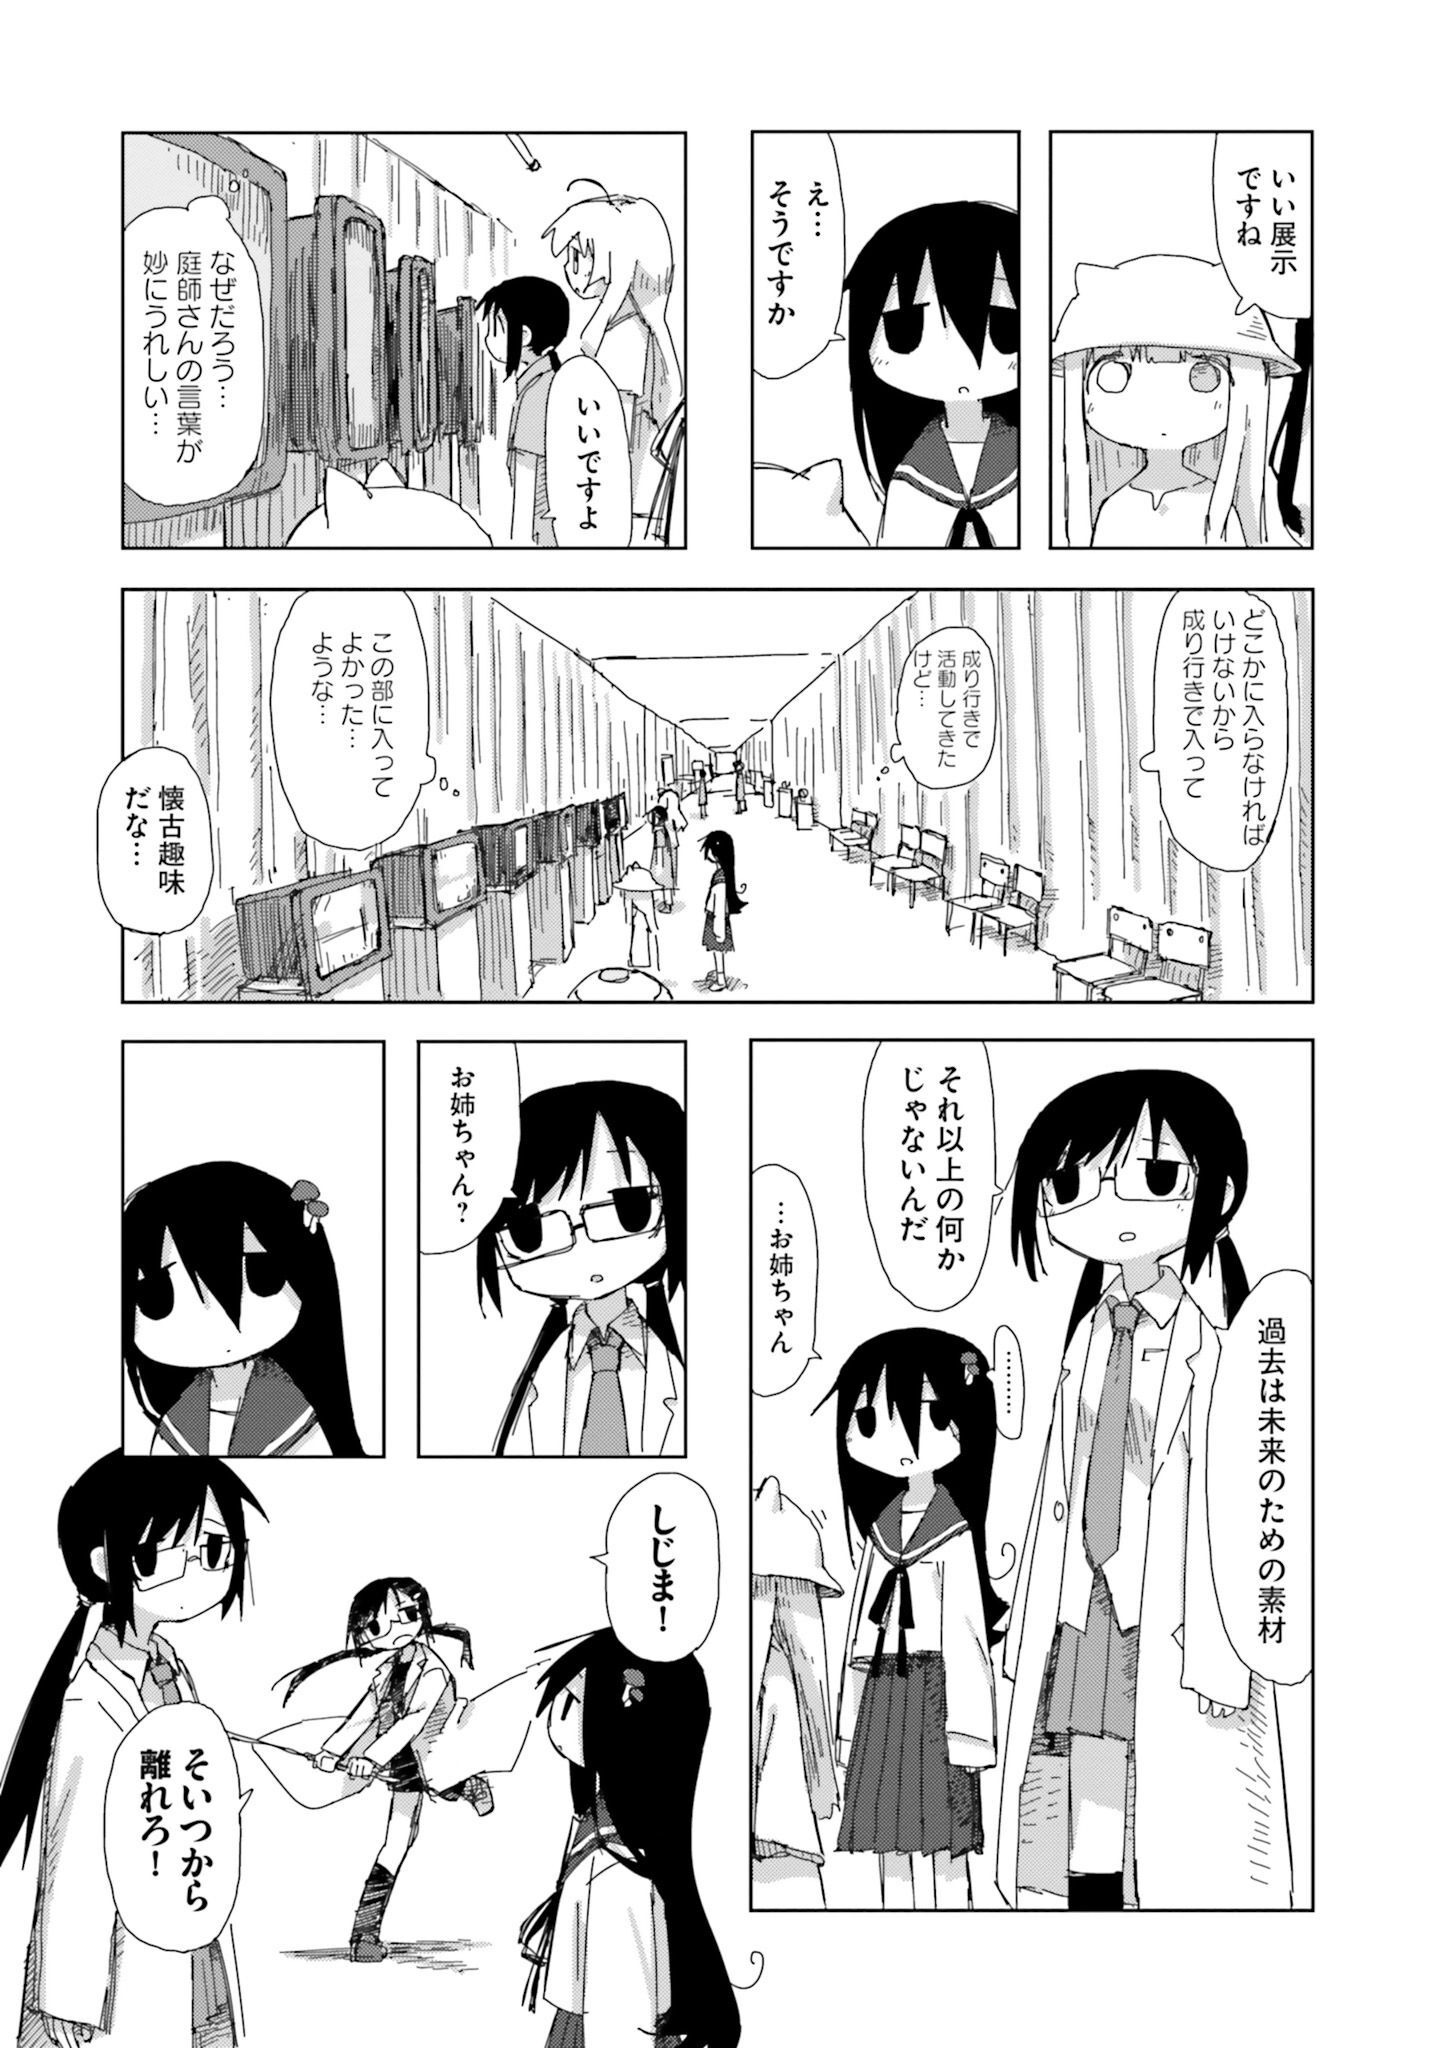 いい展示
ですね
え…
そうですか
いいですよ
なぜだろう…
庭師さんの言葉が
妙にうれしい…
どこかに入らなければ
いけないから
成り行きで入って
成り行きで
活動してきた
けど…
この部に入って
よかった…
ような…
懐古趣味
だな…
過去は未来のための素材
それ以上の何か
じゃないんだ
………
…お姉ちゃん
お姉ちゃん？
しじま！
そいつから
離れろ！